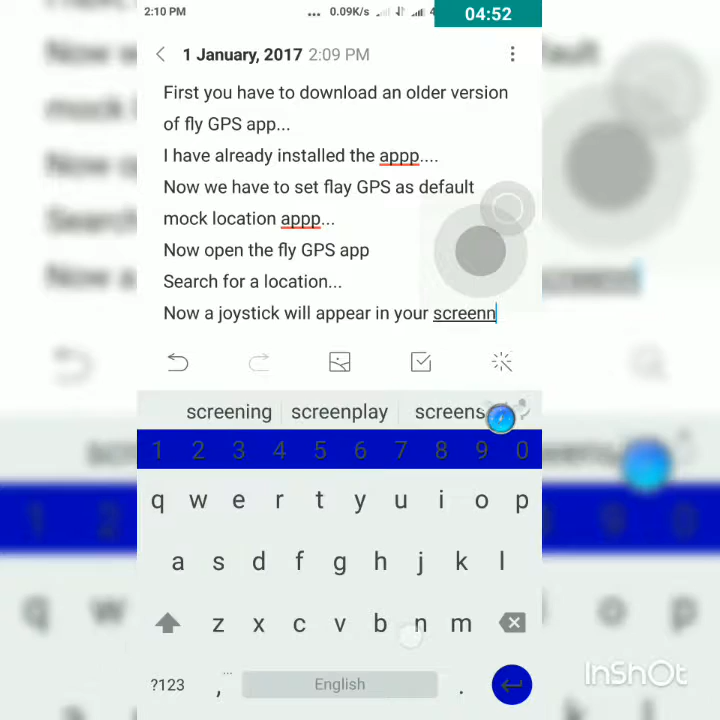 2:10 PM ... 0.09K/s 4 04:52
1 January, 2017 2:09 PM
First you have to download an older version
of fly GPS app...
I have already installed the appp....
Now we have to set flay GPS as default
mock location appp...
Now open the fly GPS app
Search for a location...
Now a joystick will appear in your screenn
screening screenplay screens
1 2 3 4 5 6 7 8 9 0
q w e r t y u i o p
a s d f g h j k l
z x c v b n m
?123 , ... English .
InShOt